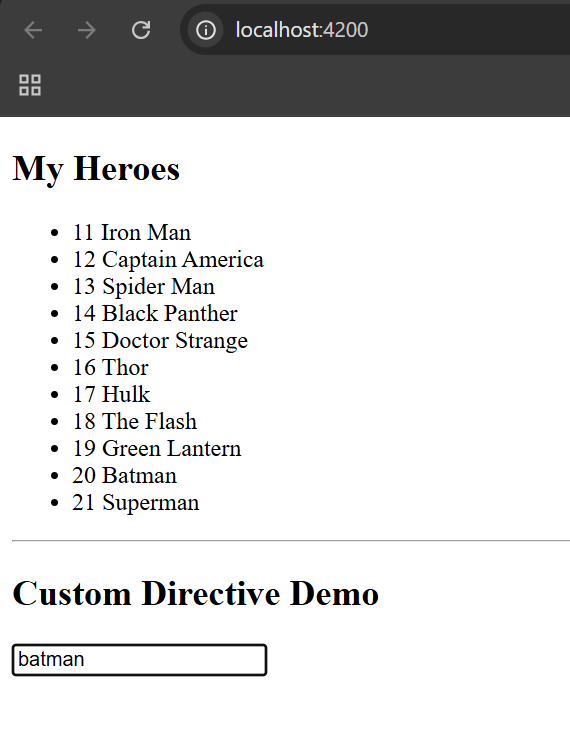 localhost:4200
My Heroes
11 Iron Man
12 Captain America
13 Spider Man
14 Black Panther
15 Doctor Strange
16 Thor
17 Hulk
18 The Flash
19 Green Lantern
20 Batman
21 Superman
Custom Directive Demo
batman